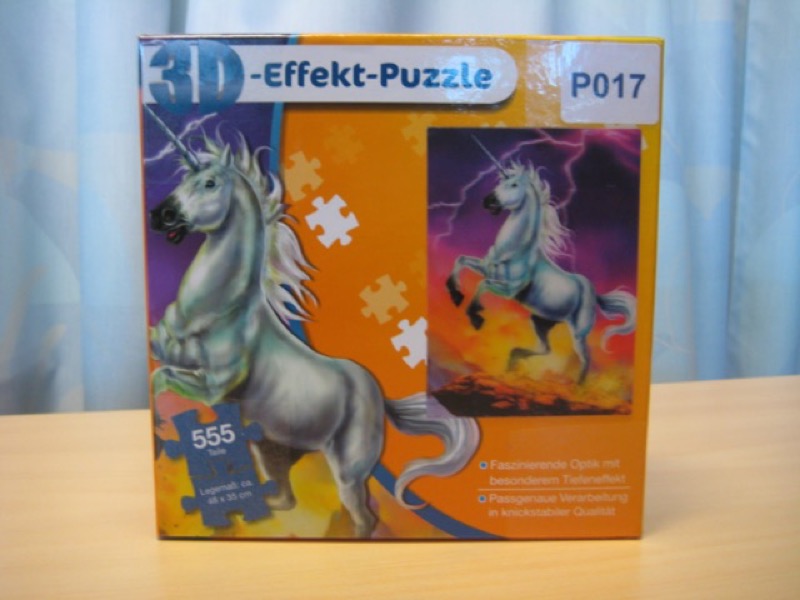 3D-Effekt-Puzzle
P017
555
Teile
Legemaß: ca.
48 x 35 cm
Faszinierende Optik mit
besonderem Tiefeneffekt
Passgenaue Verarbeitung
in knickstabiler Qualität